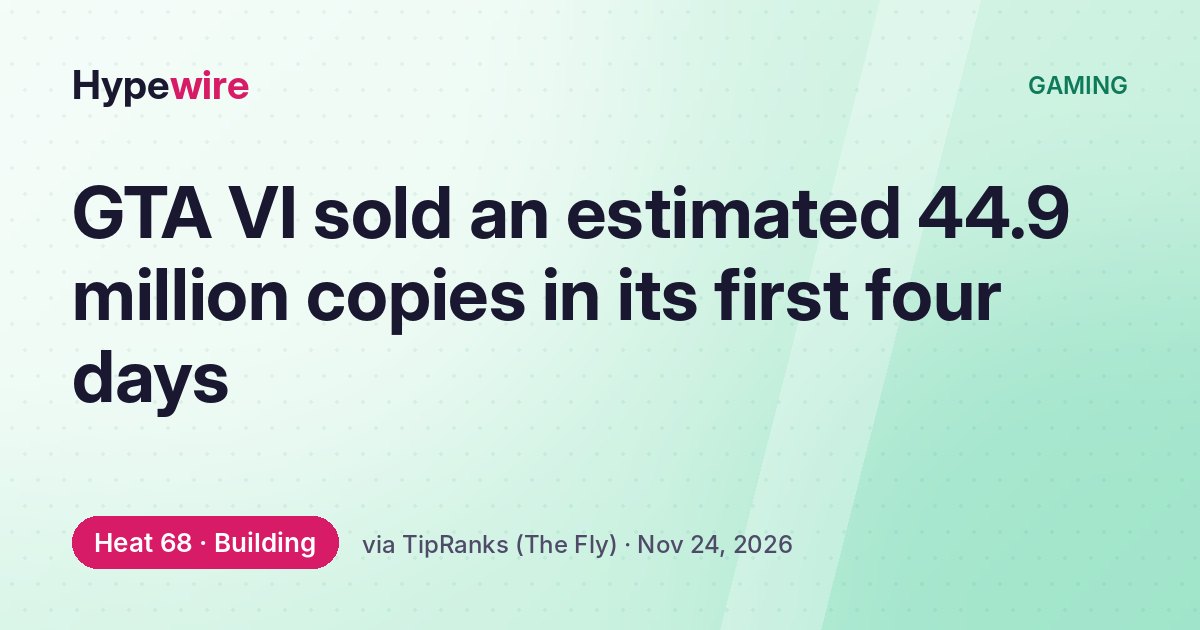 Hypewire
GAMING
GTA VI sold an estimated 44.9
million copies in its first four
days
Heat 68 · Building
via TipRanks (The Fly) · Nov 24, 2026